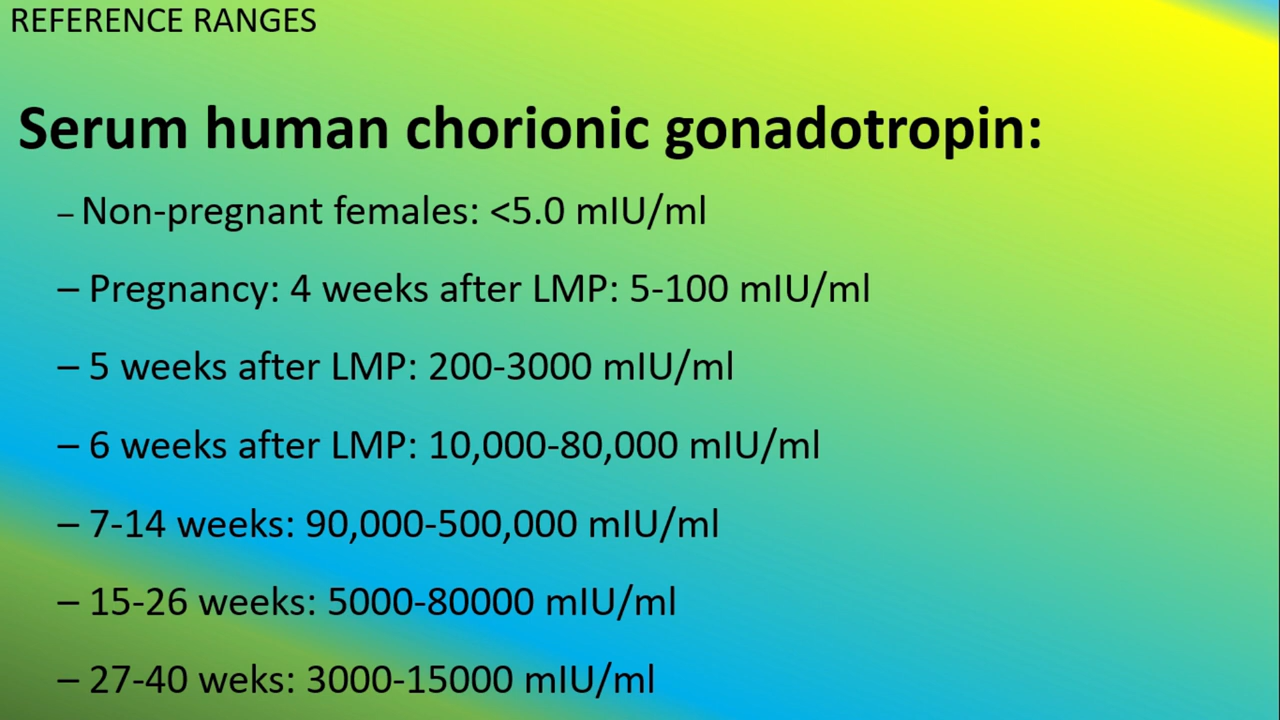 REFERENCE RANGES
Serum human chorionic gonadotropin:
– Non-pregnant females: <5.0 mIU/ml
– Pregnancy: 4 weeks after LMP: 5-100 mIU/ml
– 5 weeks after LMP: 200-3000 mIU/ml
– 6 weeks after LMP: 10,000-80,000 mIU/ml
– 7-14 weeks: 90,000-500,000 mIU/ml
– 15-26 weeks: 5000-80000 mIU/ml
– 27-40 weks: 3000-15000 mIU/ml